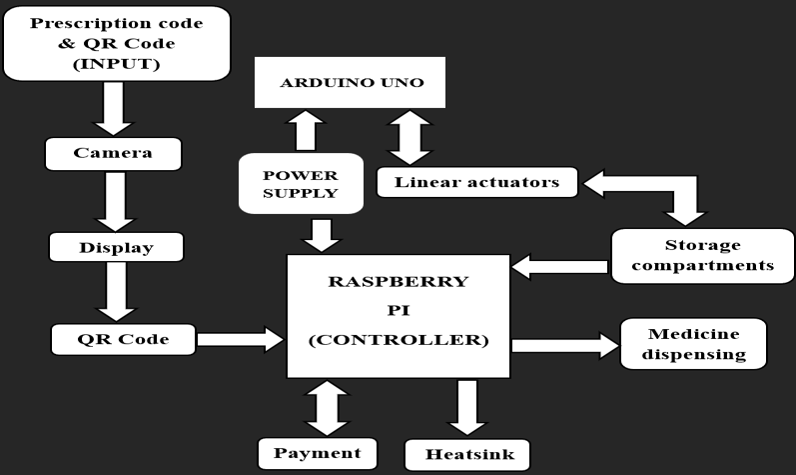 Prescription code
& QR Code
(INPUT)
ARDUINO UNO
Camera
POWER
SUPPLY
Linear actuators
Display
Storage
compartments
RASPBERRY
PI
(CONTROLLER)
QR Code
Medicine
dispensing
Payment
Heatsink